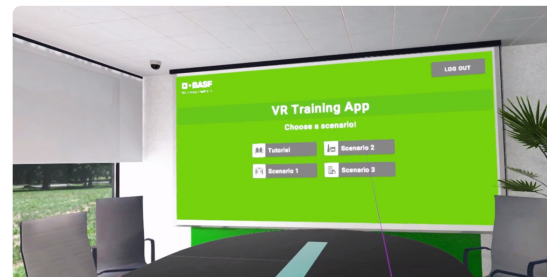 BASF
LOG OUT
VR Training App
Choose a scenario!
Tutorial
Scenario 2
Scenario 1
Scenario 3